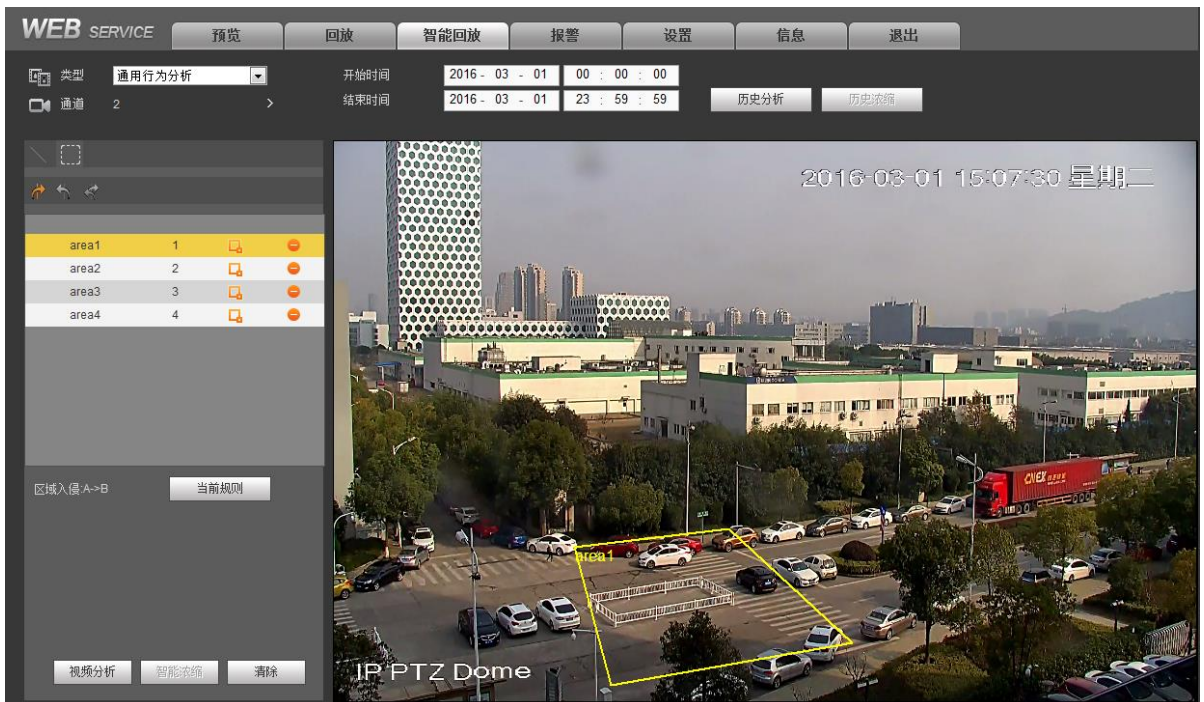 WEB SERVICE 预览 回放 智能回放 报警 设置 信息 退出
类型 通用行为分析 开始时间 2016 - 03 - 01 00 : 00 : 00
通道 2 > 结束时间 2016 - 03 - 01 23 : 59 : 59 历史分析 历史浓缩
2016-03-01 15:07:30 星期二
area1 1
area2 2
area3 3
area4 4
CNEX
区域入侵:A->B 当前规则
area1
视频分析 智能浓缩 清除
IP PTZ Dome